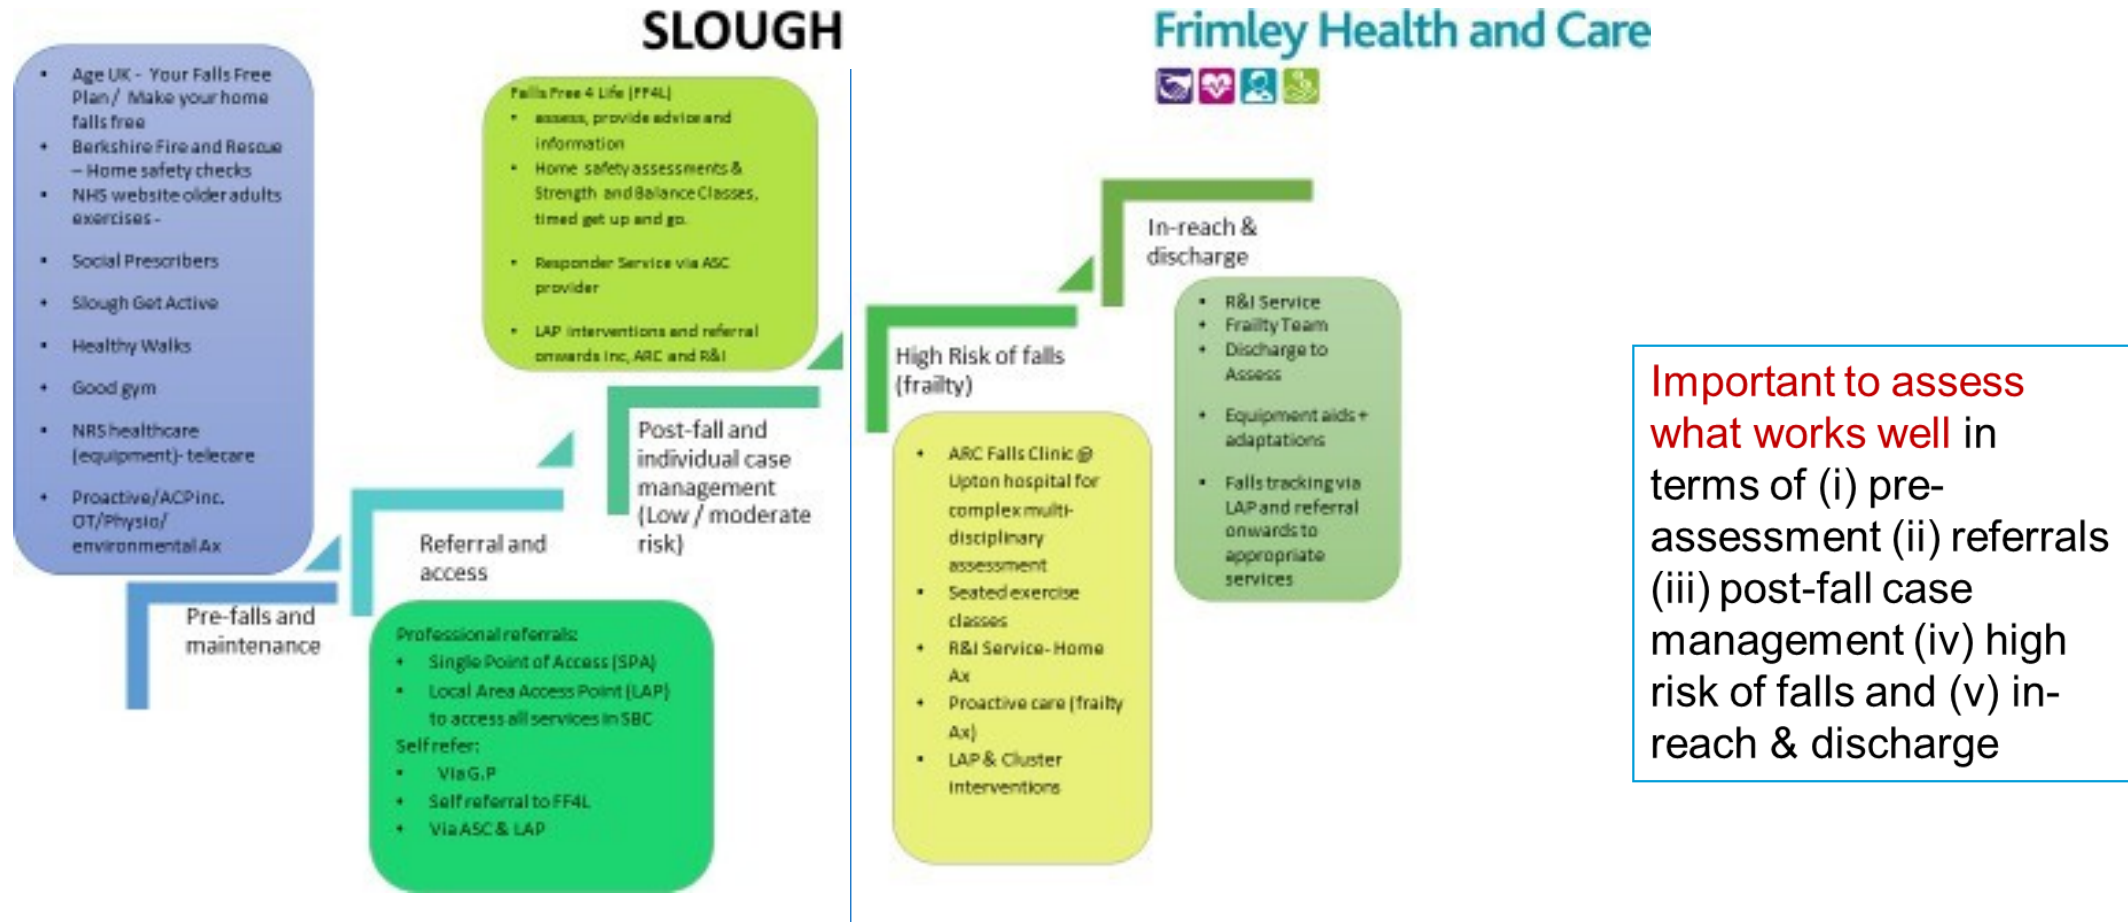 SLOUGH
Frimley Health and Care
• Age UK - Your Falls Free
Plan / Make your home
falls free
• Berkshire Fire and Rescue
– Home safety checks
• NHS website older adults
exercises -
• Social Prescribers
• Slough Get Active
• Healthy Walks
• Good gym
• NRS healthcare
(equipment)- telecare
• Proactive/ACP inc.
OT/Physio/
environmental Ax
Pre-falls and
maintenance
Referral and
access
Professional referrals:
• Single Point of Access (SPA)
• Local Area Access Point (LAP)
to access all services in SBC
Self refer:
• Via G.P
• Self referral to FF4L
• Via ASC & LAP
Falls Free 4 Life (FF4L)
• assess, provide advice and
information
• Home safety assessments &
Strength and Balance Classes,
timed get up and go.
• Responder Service via ASC
provider
• LAP interventions and referral
onwards inc, ARC and R&I
Post-fall and
individual case
management
(Low / moderate
risk)
High Risk of falls
(frailty)
• ARC Falls Clinic @
Upton hospital for
complex multi-
disciplinary
assessment
• Seated exercise
classes
• R&I Service- Home
Ax
• Proactive care (frailty
Ax)
• LAP & Cluster
interventions
In-reach &
discharge
• R&I Service
• Frailty Team
• Discharge to
Assess
• Equipment aids +
adaptations
• Falls tracking via
LAP and referral
onwards to
appropriate
services
Important to assess
what works well in
terms of (i) pre-
assessment (ii) referrals
(iii) post-fall case
management (iv) high
risk of falls and (v) in-
reach & discharge